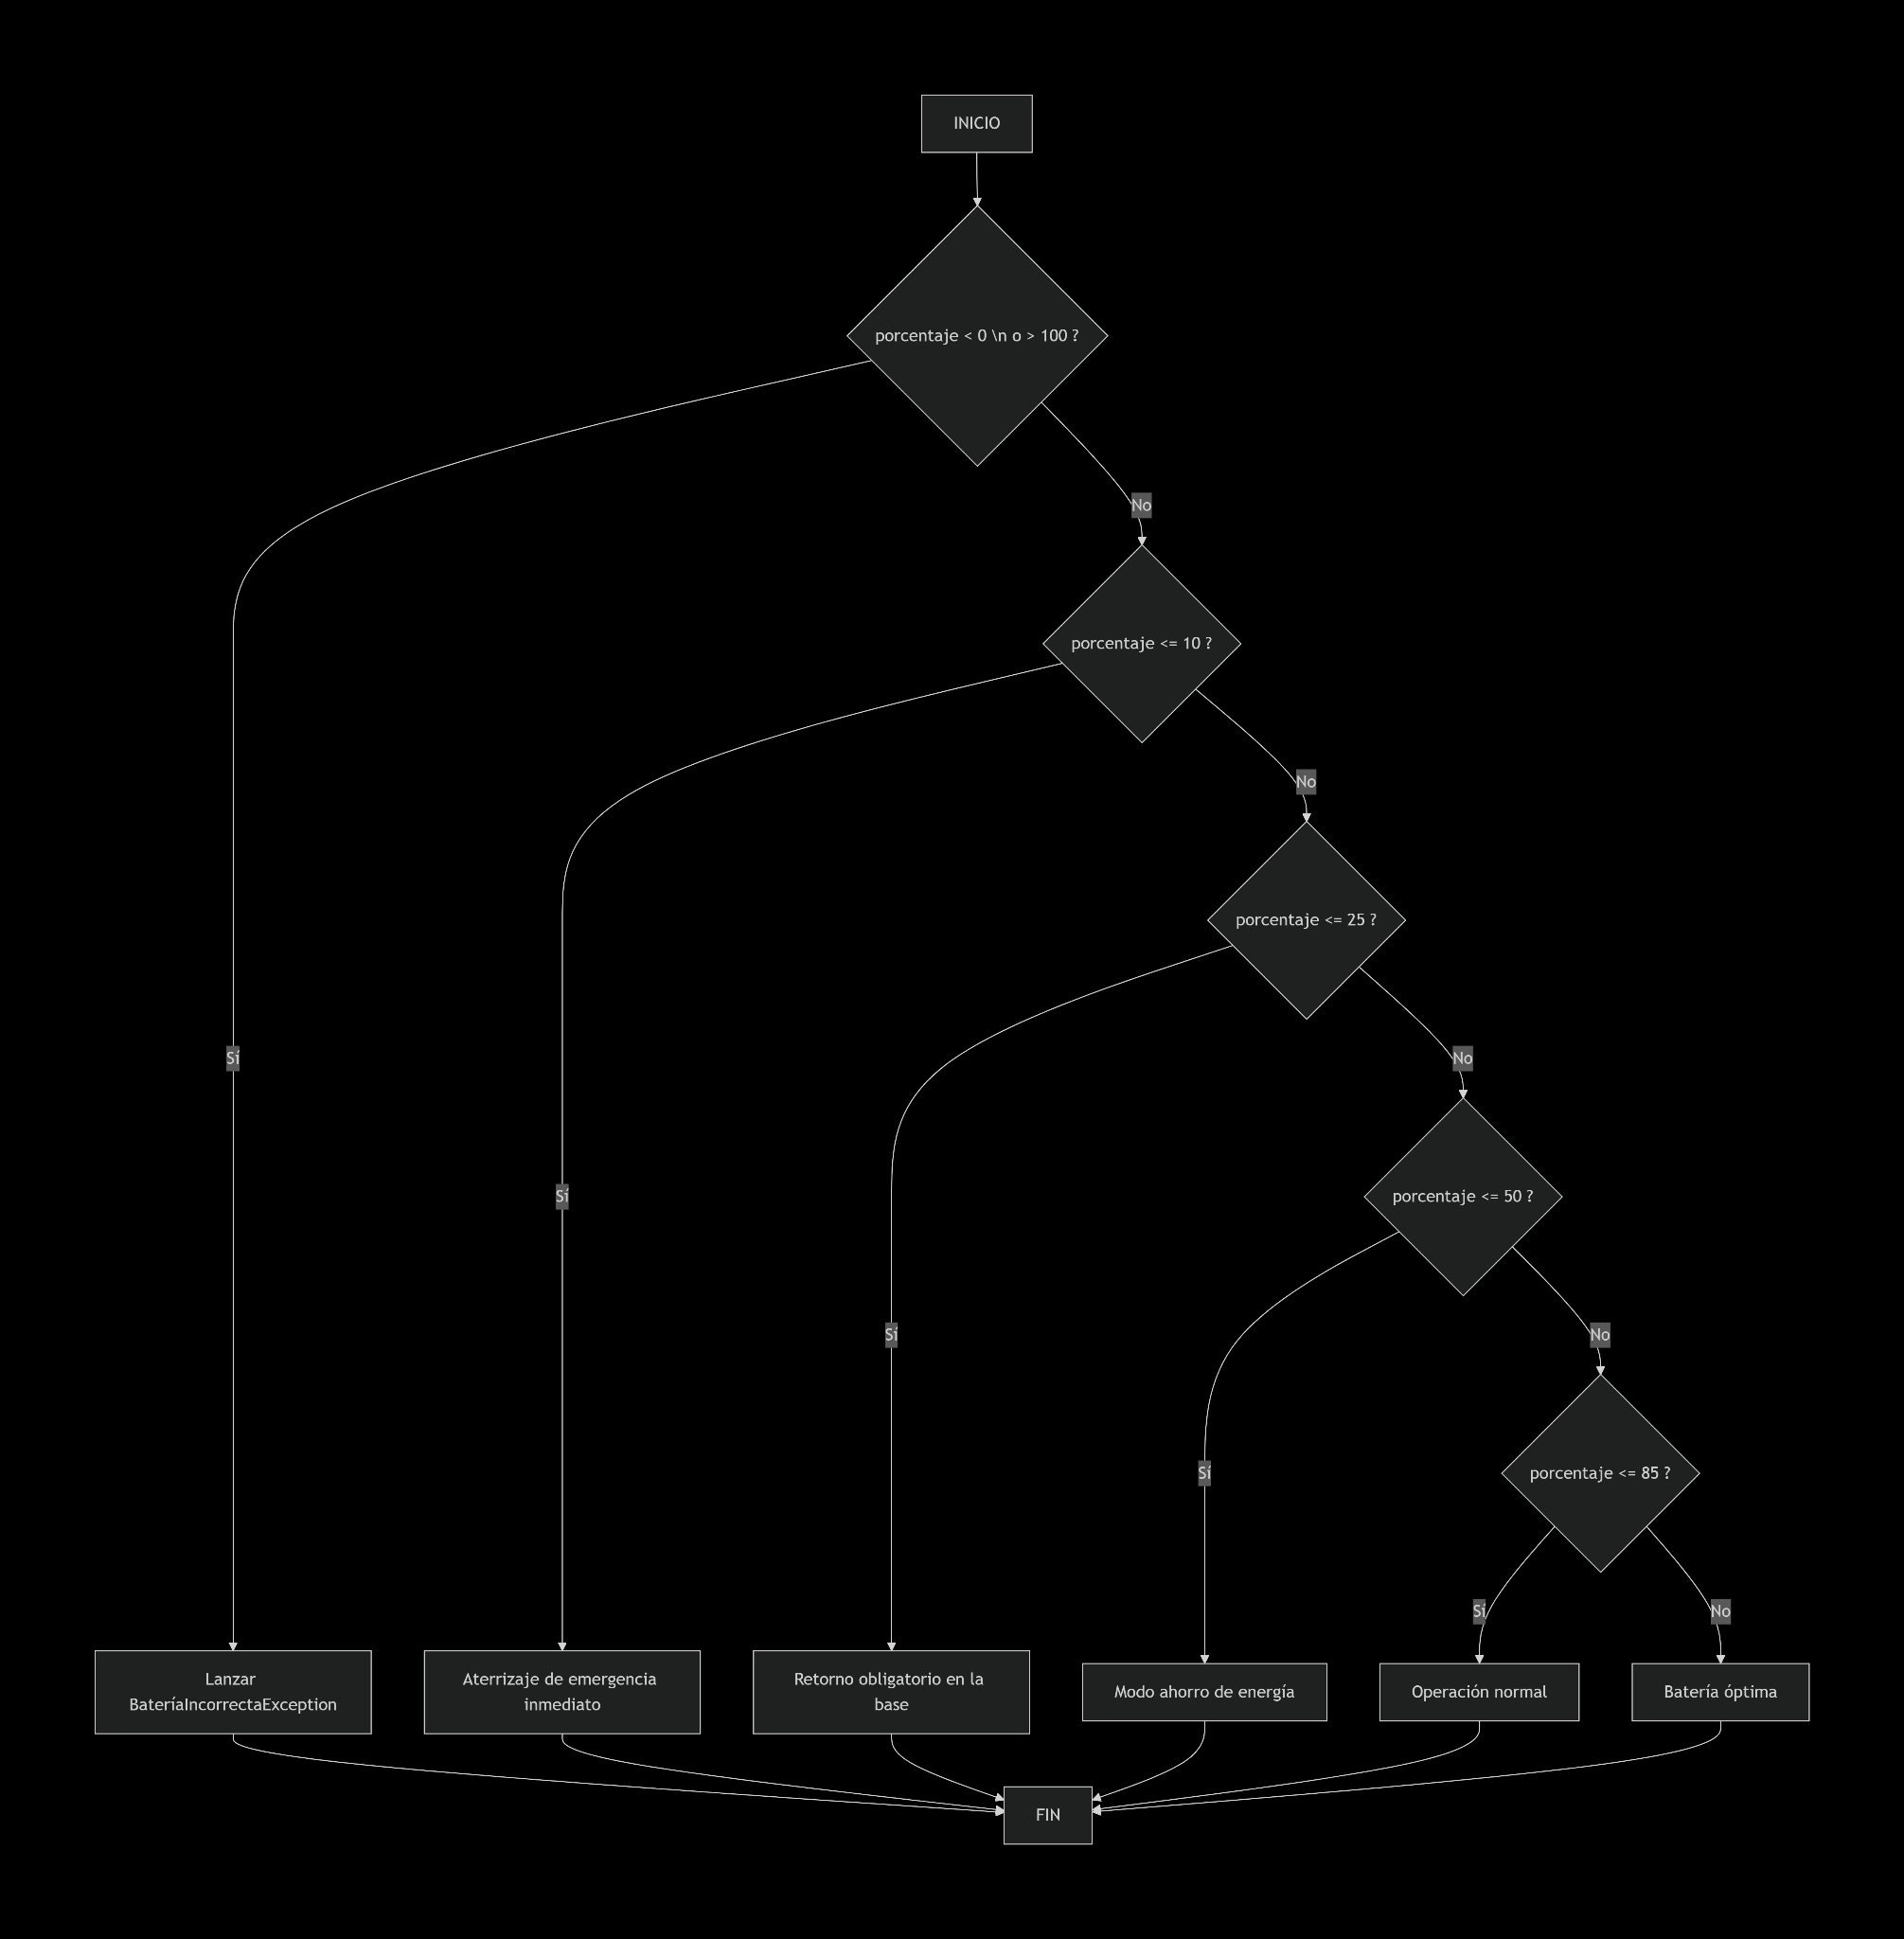 INICIO
porcentaje < 0 \n o > 100 ?
No
porcentaje <= 10 ?
No
porcentaje <= 25 ?
Sí
No
Sí
porcentaje <= 50 ?
Sí
No
Sí
porcentaje <= 85 ?
Sí
No
Lanzar
BateríaIncorrectaException
Aterrizaje de emergencia
inmediato
Retorno obligatorio en la
base
Modo ahorro de energía
Operación normal
Batería óptima
FIN